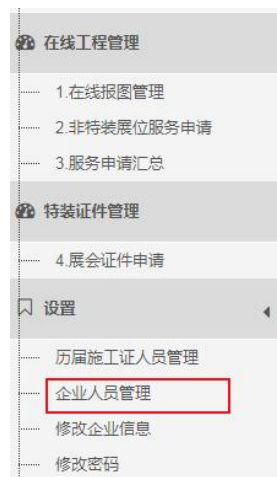 在线工程管理
1.在线报图管理
2.非特装展位服务申请
3.服务申请汇总
特装证件管理
4.展会证件申请
设置
历届施工证人员管理
企业人员管理
修改企业信息
修改密码